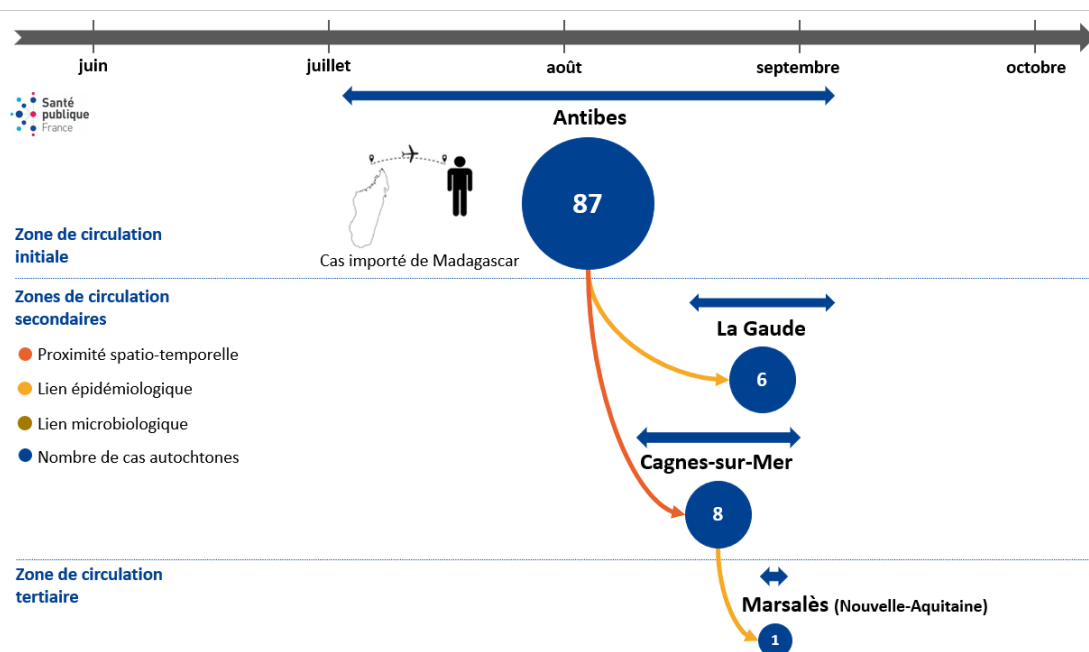 juin
juillet
août
septembre
octobre
Santé
publique
France
Antibes
87
Cas importé de Madagascar
Zone de circulation
initiale
Zones de circulation
secondaires
Proximité spatio-temporelle
Lien épidémiologique
Lien microbiologique
Nombre de cas autochtones
La Gaude
6
Cagnes-sur-Mer
8
Zone de circulation
tertiaire
Marsalès (Nouvelle-Aquitaine)
1